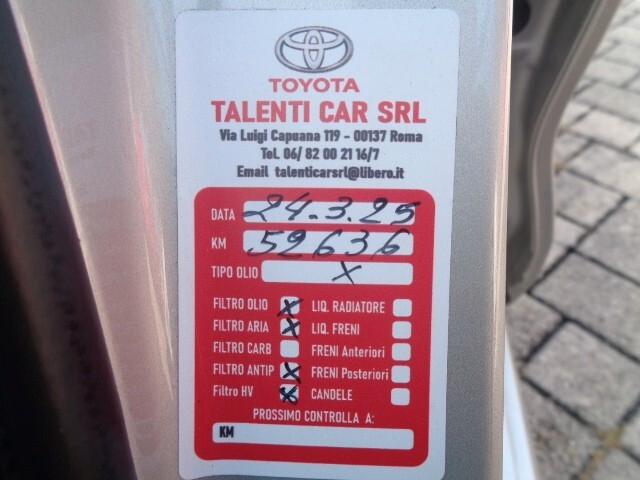 TOYOTA
TALENTI CAR SRL
Via Luigi Capuana 119 - 00137 Roma
Tel. 06/ 82 00 21 16/7
Email talenticarsrl@libero.it
DATA 24.3.25
KM 52636
TIPO OLIO X
FILTRO OLIO X LIQ. RADIATORE
FILTRO ARIA X LIQ. FRENI
FILTRO CARB FRENI Anteriori
FILTRO ANTIP X FRENI Posteriori
Filtro HV X CANDELE
PROSSIMO CONTROLLA A:
KM